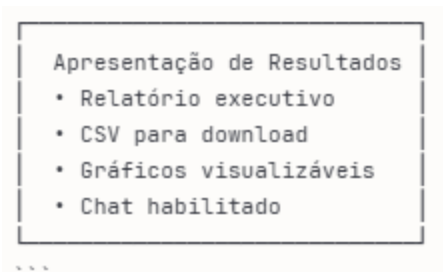 Apresentação de Resultados
• Relatório executivo
• CSV para download
• Gráficos visualizáveis
• Chat habilitado
```